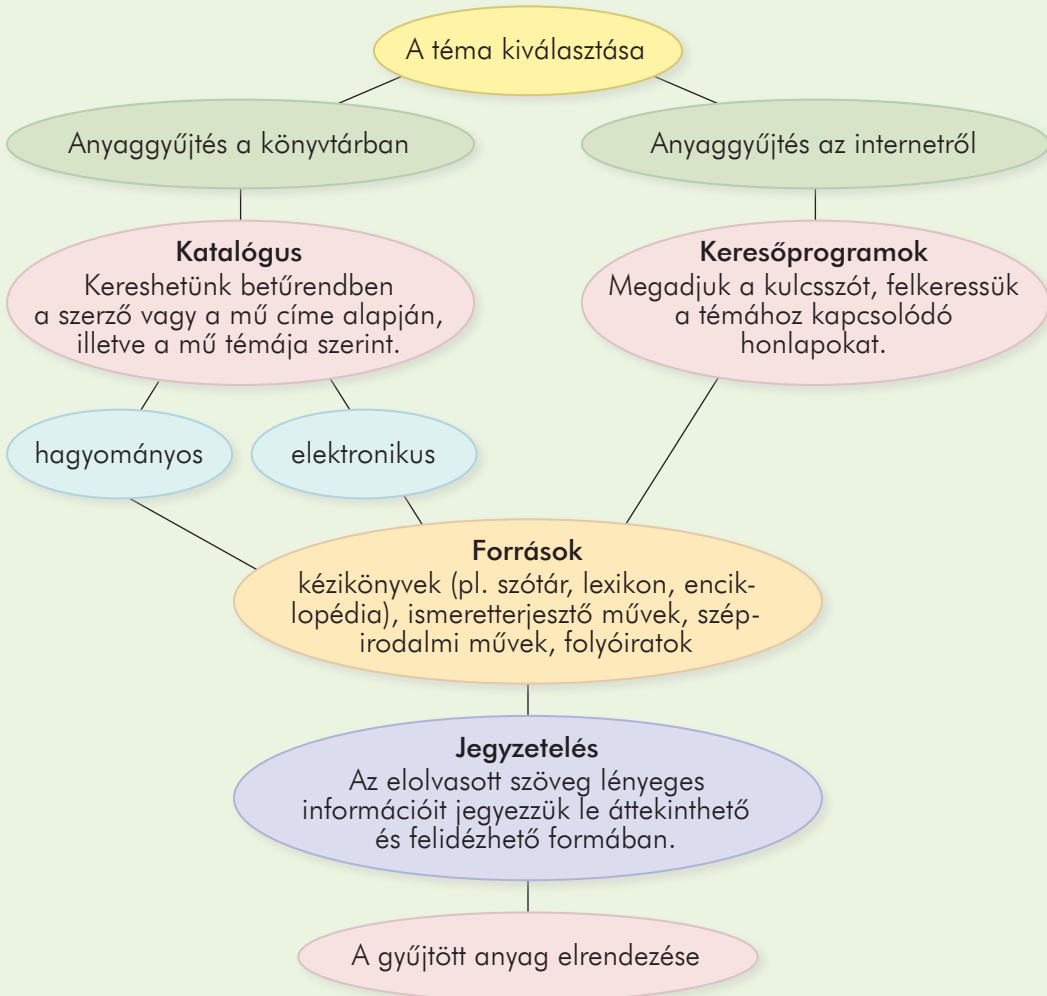 A téma kiválasztása
Anyaggyűjtés a könyvtárban
Anyaggyűjtés az internetről
Katalógus
Kereshetünk betűrendben
a szerző vagy a mű címe alapján,
illetve a mű témája szerint.
Keresőprogramok
Megadjuk a kulcsszót, felkeressük
a témához kapcsolódó
honlapokat.
hagyományos
elektronikus
Források
kézikönyvek (pl. szótár, lexikon, encik-
lopédia), ismeretterjesztő művek, szép-
irodalmi művek, folyóiratok
Jegyzetelés
Az elolvasott szöveg lényeges
információit jegyezzük le áttekinthető
és felidézhető formában.
A gyűjtött anyag elrendezése